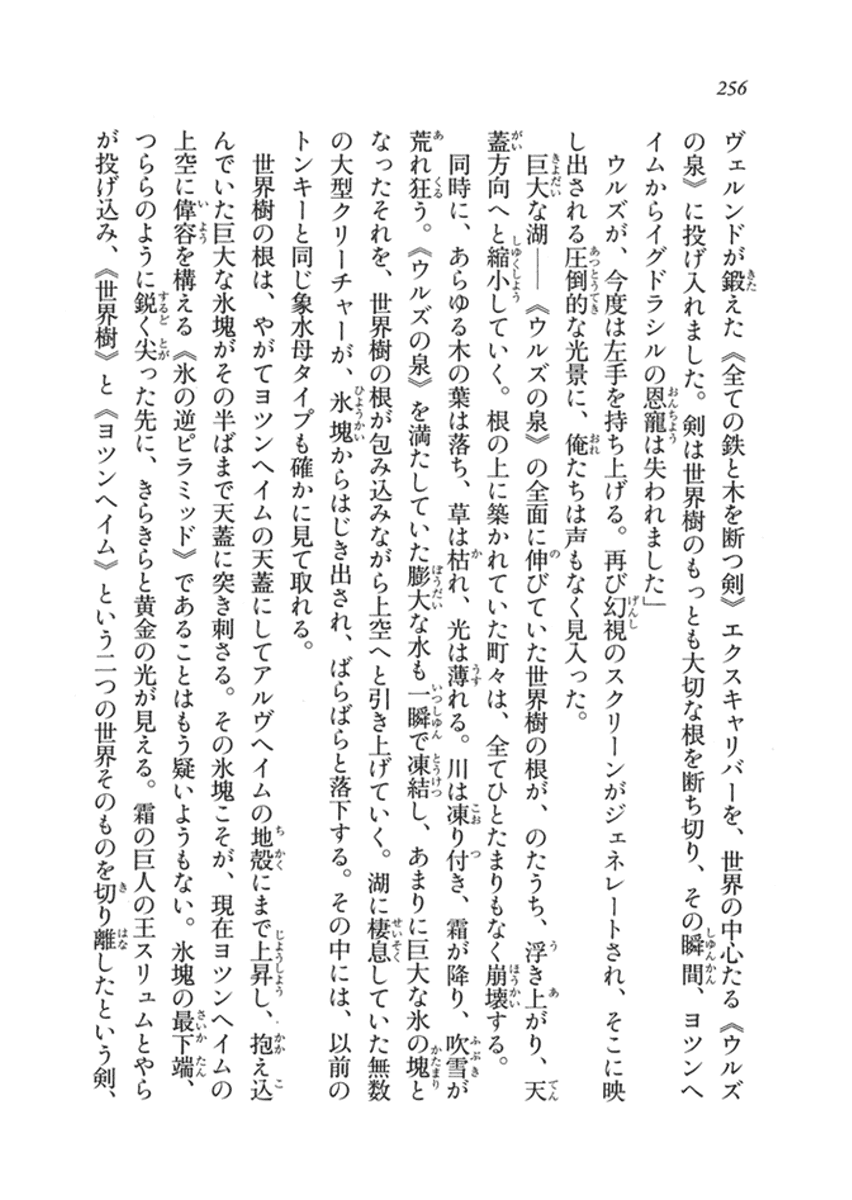 256
ヴェルンドが鍛えた《全ての鉄と木を断つ剣》エクスキャリバーを、世界の中心たる《ウルズ
の泉》に投げ入れました。剣は世界樹のもっとも大切な根を断ち切り、その瞬間、ヨツンヘ
イムからイグドラシルの恩寵は失われました」
ウルズが、今度は左手を持ち上げる。再び幻視のスクリーンがジェネレートされ、そこに映
し出される圧倒的な光景に、俺たちは声もなく見入った。
巨大な湖――《ウルズの泉》の全面に伸びていた世界樹の根が、のたうち、浮き上がり、天
蓋方向へと縮小していく。根の上に築かれていた町々は、全てひとたまりもなく崩壊する。
同時に、あらゆる木の葉は落ち、草は枯れ、光は薄れる。川は凍り付き、霜が降り、吹雪が
荒れ狂う。《ウルズの泉》を満たしていた膨大な水も一瞬で凍結し、あまりに巨大な氷の塊と
なったそれを、世界樹の根が包み込みながら上空へと引き上げていく。湖に棲息していた無数
の大型クリーチャーが、氷塊からはじき出され、ばらばらと落下する。その中には、以前の
トンキーと同じ象水母タイプも確かに見て取れる。
世界樹の根は、やがてヨツンヘイムの天蓋にしてアルヴヘイムの地殻にまで上昇し、抱え込
んでいた巨大な氷塊がその半ばまで天蓋に突き刺さる。その氷塊こそが、現在ヨツンヘイムの
上空に偉容を構える《氷の逆ピラミッド》であることはもう疑いようもない。氷塊の最下端、
つららのように鋭く尖った先に、きらきらと黄金の光が見える。霜の巨人の王スリュムとやら
が投げ込み、《世界樹》と《ヨツンヘイム》という二つの世界そのものを切り離したという剣、